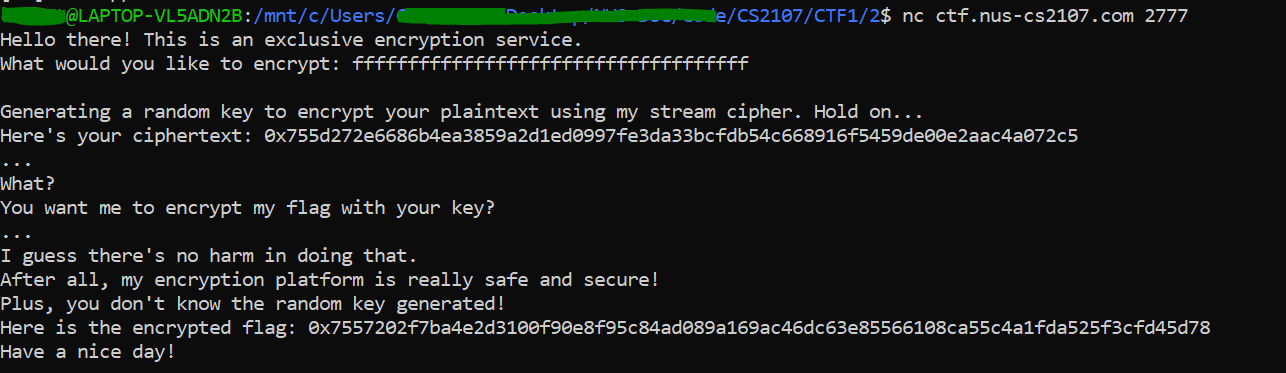 @LAPTOP-VL5ADN2B:/mnt/c/Users/ /CS2107/CTF1/2$ nc ctf.nus-cs2107.com 2777
Hello there! This is an exclusive encryption service.
What would you like to encrypt: ffffffffffffffffffffffffffffffffffff
Generating a random key to encrypt your plaintext using my stream cipher. Hold on...
Here's your ciphertext: 0x755d272e6686b4ea3859a2d1ed0997fe3da33bcfdb54c668916f5459de00e2aac4a072c5
...
What?
You want me to encrypt my flag with your key?
...
I guess there's no harm in doing that.
After all, my encryption platform is really safe and secure!
Plus, you don't know the random key generated!
Here is the encrypted flag: 0x7557202f7ba4e2d3100f90e8f95c84ad089a169ac46dc63e85566108ca55c4a1fda525f3cfd45d78
Have a nice day!